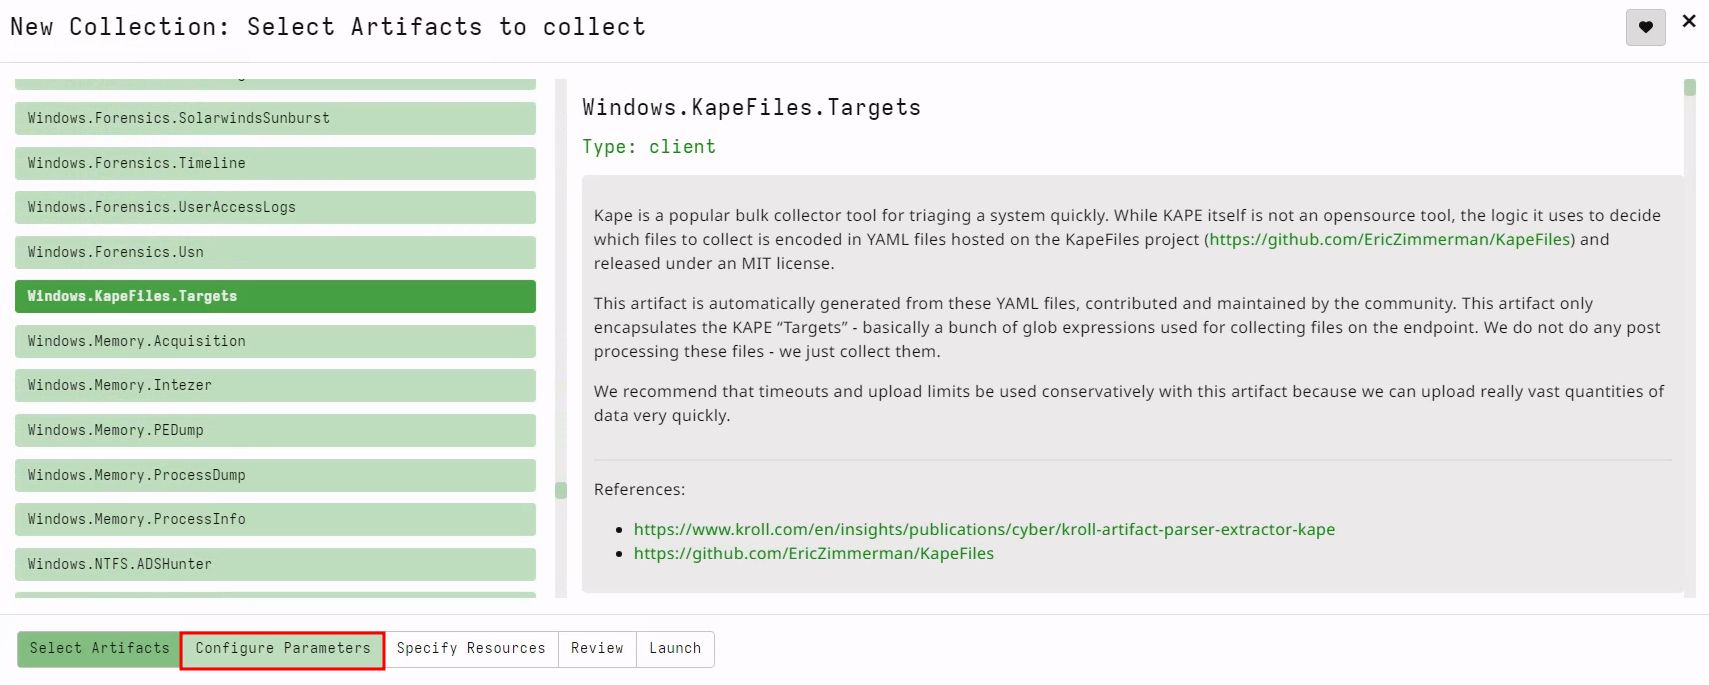 New Collection: Select Artifacts to collect
Windows.Forensics.SolarwindsSunburst
Windows.Forensics.Timeline
Windows.Forensics.UserAccessLogs
Windows.Forensics.Usn
Windows.KapeFiles.Targets
Windows.Memory.Acquisition
Windows.Memory.Intezer
Windows.Memory.PEDump
Windows.Memory.ProcessDump
Windows.Memory.ProcessInfo
Windows.NTFS.ADSHunter
Windows.KapeFiles.Targets
Type: client
Kape is a popular bulk collector tool for triaging a system quickly. While KAPE itself is not an opensource tool, the logic it uses to decide
which files to collect is encoded in YAML files hosted on the KapeFiles project (https://github.com/EricZimmerman/KapeFiles) and
released under an MIT license.
This artifact is automatically generated from these YAML files, contributed and maintained by the community. This artifact only
encapsulates the KAPE “Targets” - basically a bunch of glob expressions used for collecting files on the endpoint. We do not do any post
processing these files - we just collect them.
We recommend that timeouts and upload limits be used conservatively with this artifact because we can upload really vast quantities of
data very quickly.
References:
https://www.kroll.com/en/insights/publications/cyber/kroll-artifact-parser-extractor-kape
https://github.com/EricZimmerman/KapeFiles
Select Artifacts
Configure Parameters
Specify Resources
Review
Launch